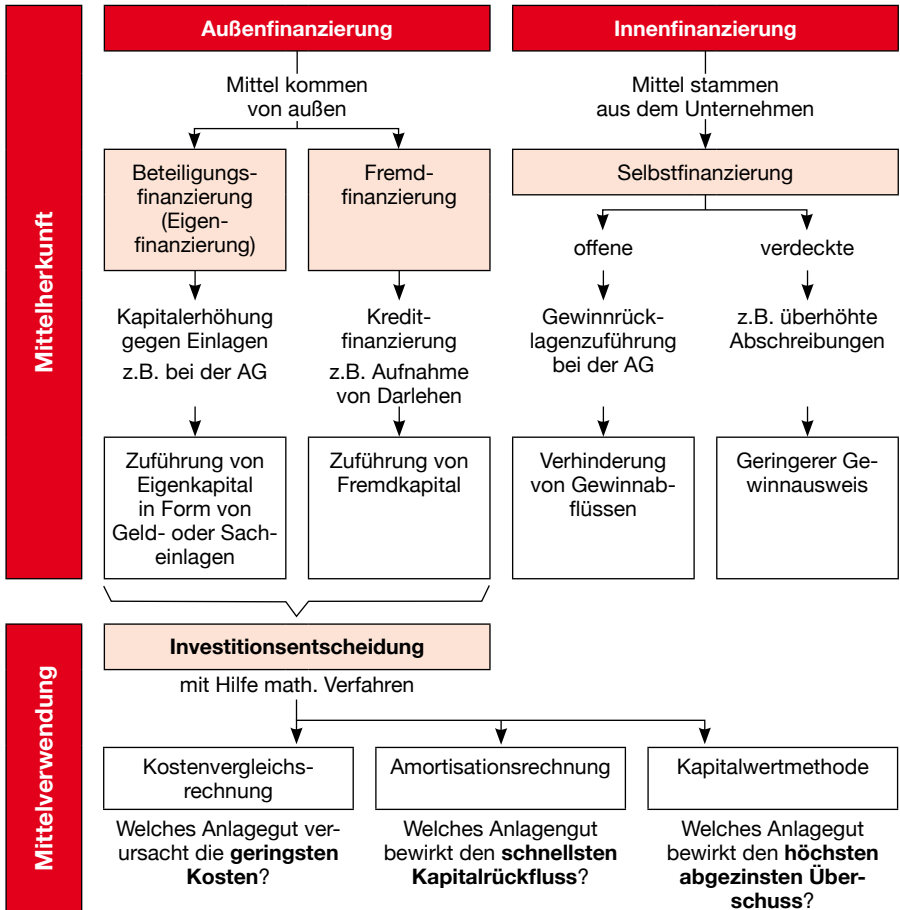 Mittelherkunft
Außenfinanzierung
Mittel kommen
von außen
Beteiligungs-
finanzierung
(Eigen-
finanzierung)
Kapitalerhöhung
gegen Einlagen
z.B. bei der AG
Zuführung von
Eigenkapital
in Form von
Geld- oder Sach-
einlagen
Fremd-
finanzierung
Kredit-
finanzierung
z.B. Aufnahme
von Darlehen
Zuführung von
Fremdkapital
Innenfinanzierung
Mittel stammen
aus dem Unternehmen
Selbstfinanzierung
offene
Gewinnrück-
lagenzuführung
bei der AG
Verhinderung
von Gewinnab-
flüssen
verdeckte
z.B. überhöhte
Abschreibungen
Geringerer Ge-
winnausweis
Mittelverwendung
Investitionsentscheidung
mit Hilfe math. Verfahren
Kostenvergleichs-
rechnung
Welches Anlagegut ver-
ursacht die geringsten
Kosten?
Amortisationsrechnung
Welches Anlagengut
bewirkt den schnellsten
Kapitalrückfluss?
Kapitalwertmethode
Welches Anlagegut
bewirkt den höchsten
abgezinsten Über-
schuss?